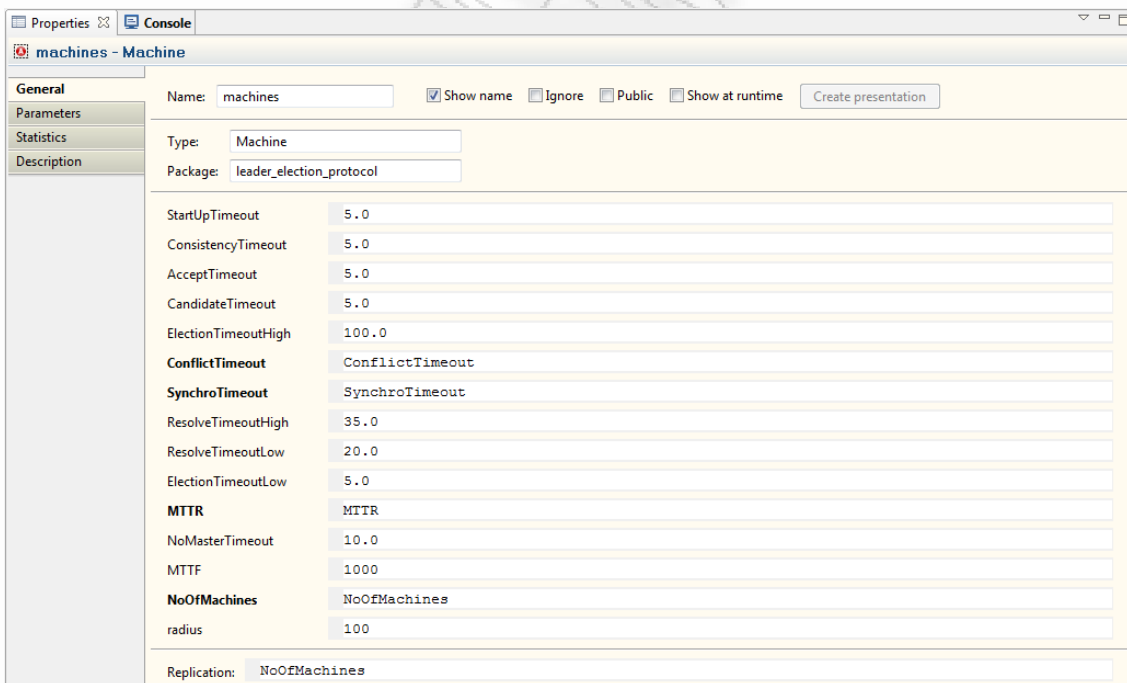 Properties Console
machines - Machine
General
Parameters
Statistics
Description
Name: machines Show name Ignore Public Show at runtime Create presentation
Type: Machine
Package: leader_election_protocol
StartUpTimeout 5.0
ConsistencyTimeout 5.0
AcceptTimeout 5.0
CandidateTimeout 5.0
ElectionTimeoutHigh 100.0
ConflictTimeout ConflictTimeout
SynchroTimeout SynchroTimeout
ResolveTimeoutHigh 35.0
ResolveTimeoutLow 20.0
ElectionTimeoutLow 5.0
MTTR MTTR
NoMasterTimeout 10.0
MTTF 1000
NoOfMachines NoOfMachines
radius 100
Replication: NoOfMachines